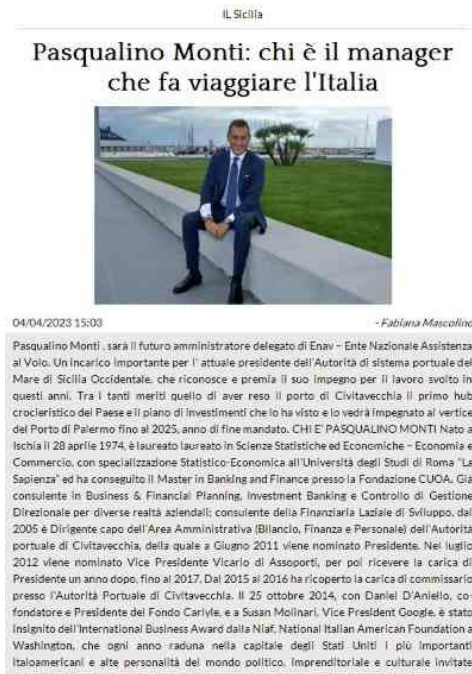 IL Sicilia
Pasqualino Monti: chi è il manager
che fa viaggiare l'Italia
04/04/2023 15:03
- Fabiana Mascolino
Pasqualino Monti , sarà il futuro amministratore delegato di Enav – Ente Nazionale Assistenza
al Volo. Un incarico importante per l' attuale presidente dell'Autorità di sistema portuale del
Mare di Sicilia Occidentale, che riconosce e premia il suo impegno per il lavoro svolto in
questi anni. Tra i tanti meriti quello di aver reso il porto di Civitavecchia il primo hub
crocieristico del Paese e il piano di investimenti che lo ha visto e lo vedrà impegnato al vertice
del Porto di Palermo fino al 2025, anno di fine mandato. CHI E' PASQUALINO MONTI Nato a
Ischia il 28 aprile 1974, è laureato laureato in Scienze Statistiche ed Economiche – Economia e
Commercio, con specializzazione Statistico-Economica all'Università degli Studi di Roma "La
Sapienza" ed ha conseguito il Master in Banking and Finance presso la Fondazione CUOA. Già
consulente in Business & Financial Planning, Investment Banking e Controllo di Gestione
Direzionale per diverse realtà aziendali; consulente della Finanziaria Laziale di Sviluppo, dal
2005 è Dirigente capo dell'Area Amministrativa (Bilancio, Finanza e Personale) dell'Autorità
portuale di Civitavecchia, della quale a Giugno 2011 viene nominato Presidente. Nel luglio
2012 viene nominato Vice Presidente Vicario di Assoporti, per poi ricevere la carica di
Presidente un anno dopo, fino al 2017. Dal 2015 al 2016 ha ricoperto la carica di commissario
presso l'Autorità Portuale di Civitavecchia. Il 25 ottobre 2014, con Daniel D'Aniello, co-
fondatore e Presidente del Fondo Carlyle, e a Susan Molinari, Vice President Google, è stato
insignito dell'International Business Award dalla Niaf, National Italian American Foundation a
Washington, che ogni anno raduna nella capitale degli Stati Uniti i più importanti
italoamericani e alte personalità del mondo politico, imprenditoriale e culturale invitate